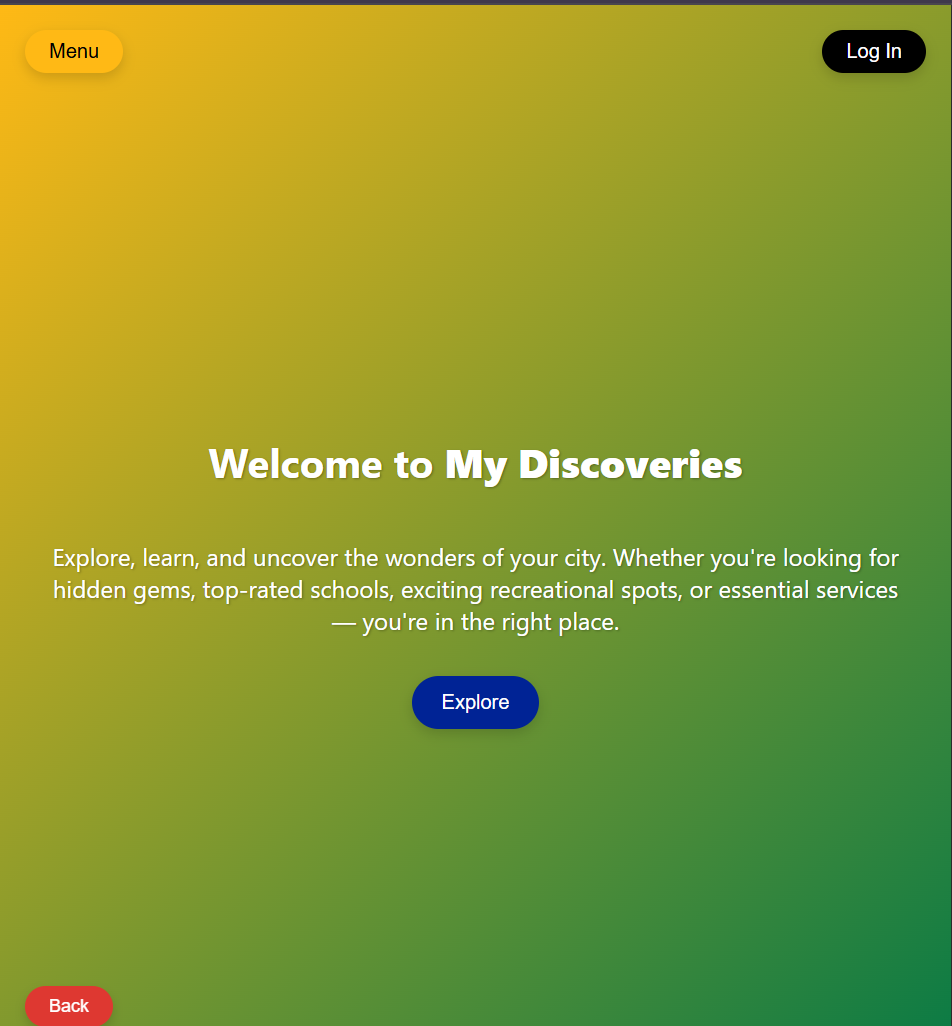 Menu
Log In
Welcome to My Discoveries
Explore, learn, and uncover the wonders of your city. Whether you're looking for
hidden gems, top-rated schools, exciting recreational spots, or essential services
— you're in the right place.
Explore
Back